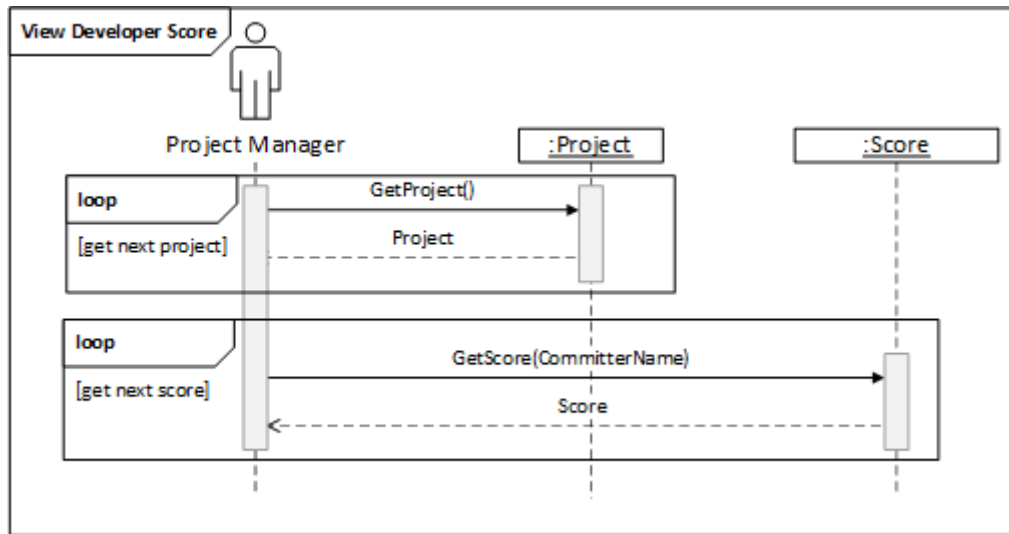 View Developer Score
Project Manager
:Project
:Score
loop
GetProject()
[get next project]
Project
loop
GetScore(CommitterName)
[get next score]
Score